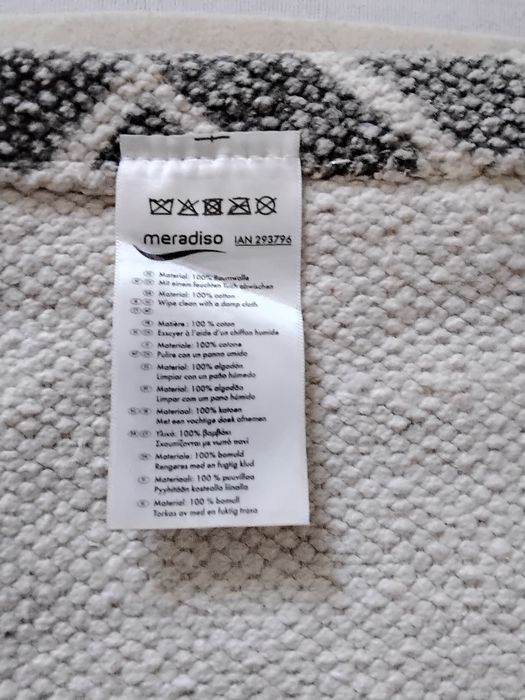 meradiso IAN 293796
Material: 100% Baumwolle
Mit einem feuchten Tuch abwischen
Material: 100% cotton
Wipe clean with a damp cloth
Matière : 100 % coton
Essuyer à l'aide d'un chiffon humide
Materiale: 100% cotone
Pulire con un panno umido
Material: 100% algodón
Limpiar con un paño húmedo
Material: 100% algodão
Limpar com um pano húmido
Materiaal: 100% katoen
Met een vochtige doek afnemen
Υλικό: 100% βαμβάκι
Σκουπίζονται με νωπό πανί
Materiale: 100% bomuld
Rengøres med en fugtig klud
Materiaali: 100 % puuvillaa
Pyyhitään kostealla liinalla
Material: 100 % bomull
Torkas av med en fuktig trasa